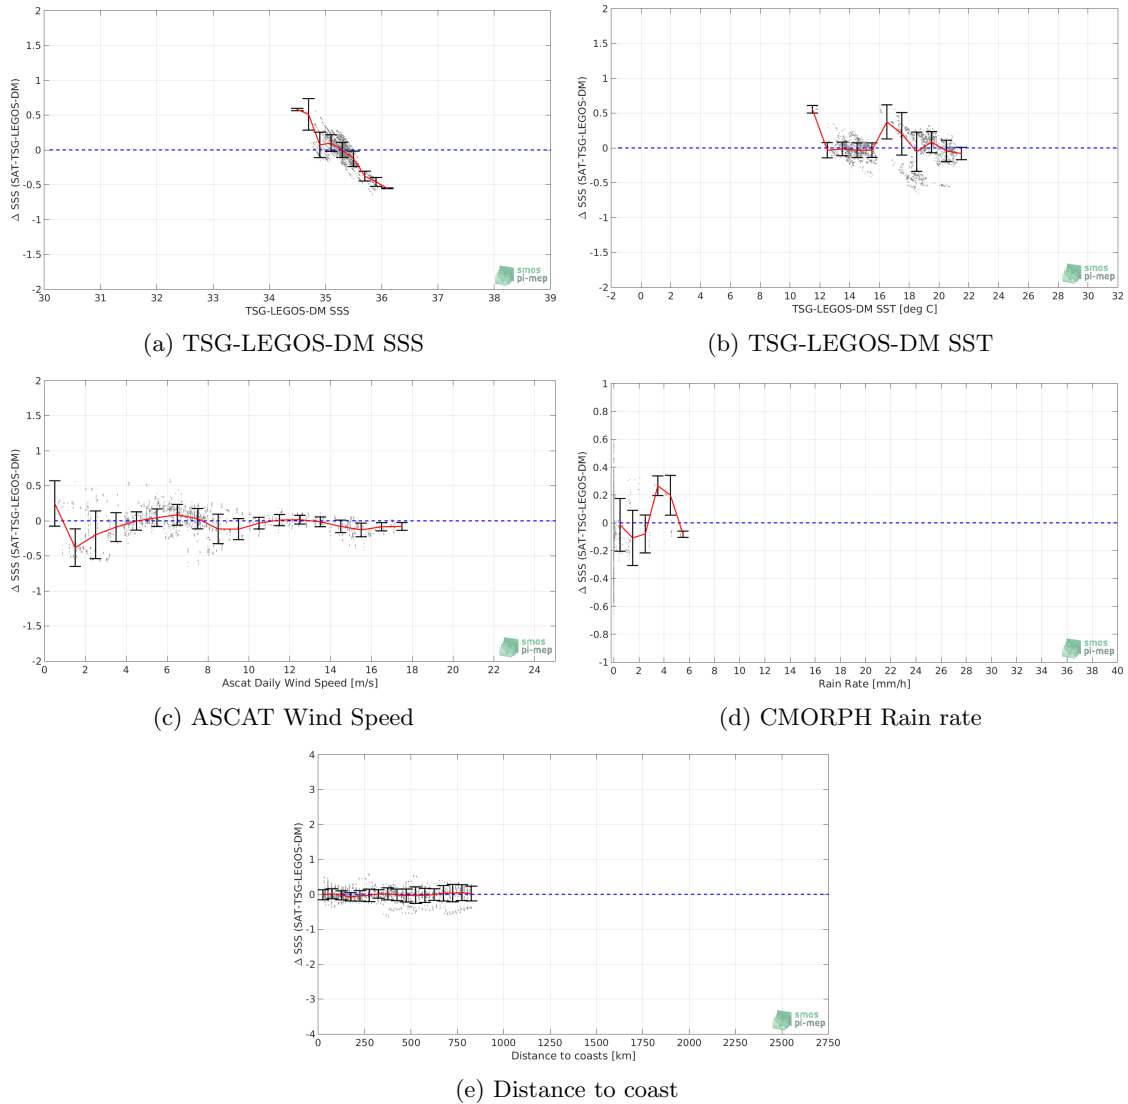 2
1.5
1
0.5
0
-0.5
-1
-1.5
-2
Δ SSS (SAT-TSG-LEGOS-DM)
30 31 32 33 34 35 36 37 38 39
TSG-LEGOS-DM SSS
smos
pi-mep
(a) TSG-LEGOS-DM SSS
2
1.5
1
0.5
0
-0.5
-1
-1.5
-2
Δ SSS (SAT-TSG-LEGOS-DM)
-2 0 2 4 6 8 10 12 14 16 18 20 22 24 26 28 30 32
TSG-LEGOS-DM SST [deg C]
smos
pi-mep
(b) TSG-LEGOS-DM SST
2
1.5
1
0.5
0
-0.5
-1
-1.5
-2
Δ SSS (SAT-TSG-LEGOS-DM)
0 2 4 6 8 10 12 14 16 18 20 22 24
Ascat Daily Wind Speed [m/s]
smos
pi-mep
(c) ASCAT Wind Speed
1
0.8
0.6
0.4
0.2
0
-0.2
-0.4
-0.6
-0.8
-1
Δ SSS (SAT-TSG-LEGOS-DM)
0 2 4 6 8 10 12 14 16 18 20 22 24 26 28 30 32 34 36 38 40
Rain Rate [mm/h]
smos
pi-mep
(d) CMORPH Rain rate
4
3
2
1
0
-1
-2
-3
-4
Δ SSS (SAT-TSG-LEGOS-DM)
0 250 500 750 1000 1250 1500 1750 2000 2250 2500 2750
Distance to coasts [km]
smos
pi-mep
(e) Distance to coast